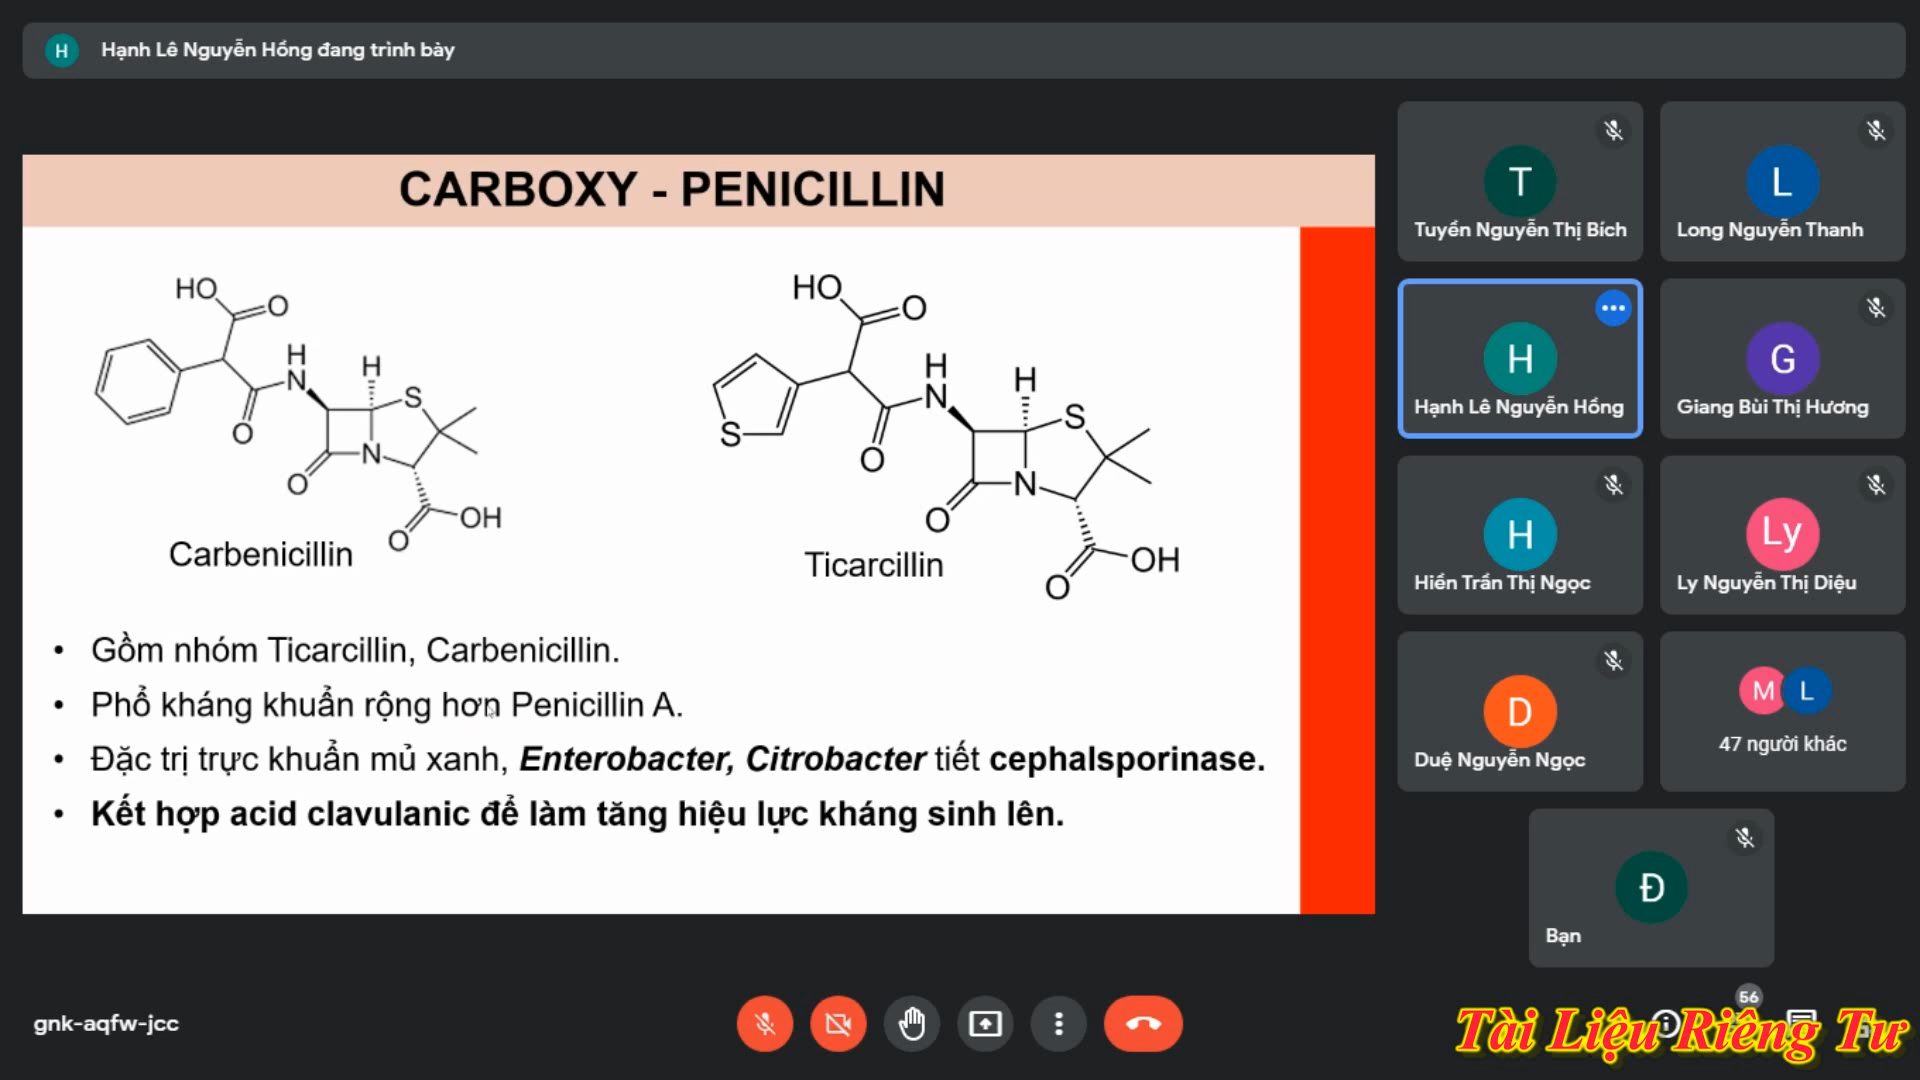 H Hạnh Lê Nguyễn Hồng đang trình bày
CARBOXY - PENICILLIN
HO
O
H
N
H
S
O
N
O
O
OH
Carbenicillin
HO
O
H
N
H
S
S
O
N
O
O
OH
Ticarcillin
• Gồm nhóm Ticarcillin, Carbenicillin.
• Phổ kháng khuẩn rộng hơn Penicillin A.
• Đặc trị trực khuẩn mủ xanh, Enterobacter, Citrobacter tiết cephalsporinase.
• Kết hợp acid clavulanic để làm tăng hiệu lực kháng sinh lên.
T
Tuyền Nguyễn Thị Bích
L
Long Nguyễn Thanh
H
Hạnh Lê Nguyễn Hồng
G
Giang Bùi Thị Hương
H
Hiền Trần Thị Ngọc
Ly
Ly Nguyễn Thị Diệu
D
Duệ Nguyễn Ngọc
M L
47 người khác
Đ
Bạn
gnk-aqfw-jcc
56
Tài Liệu Riêng Tư